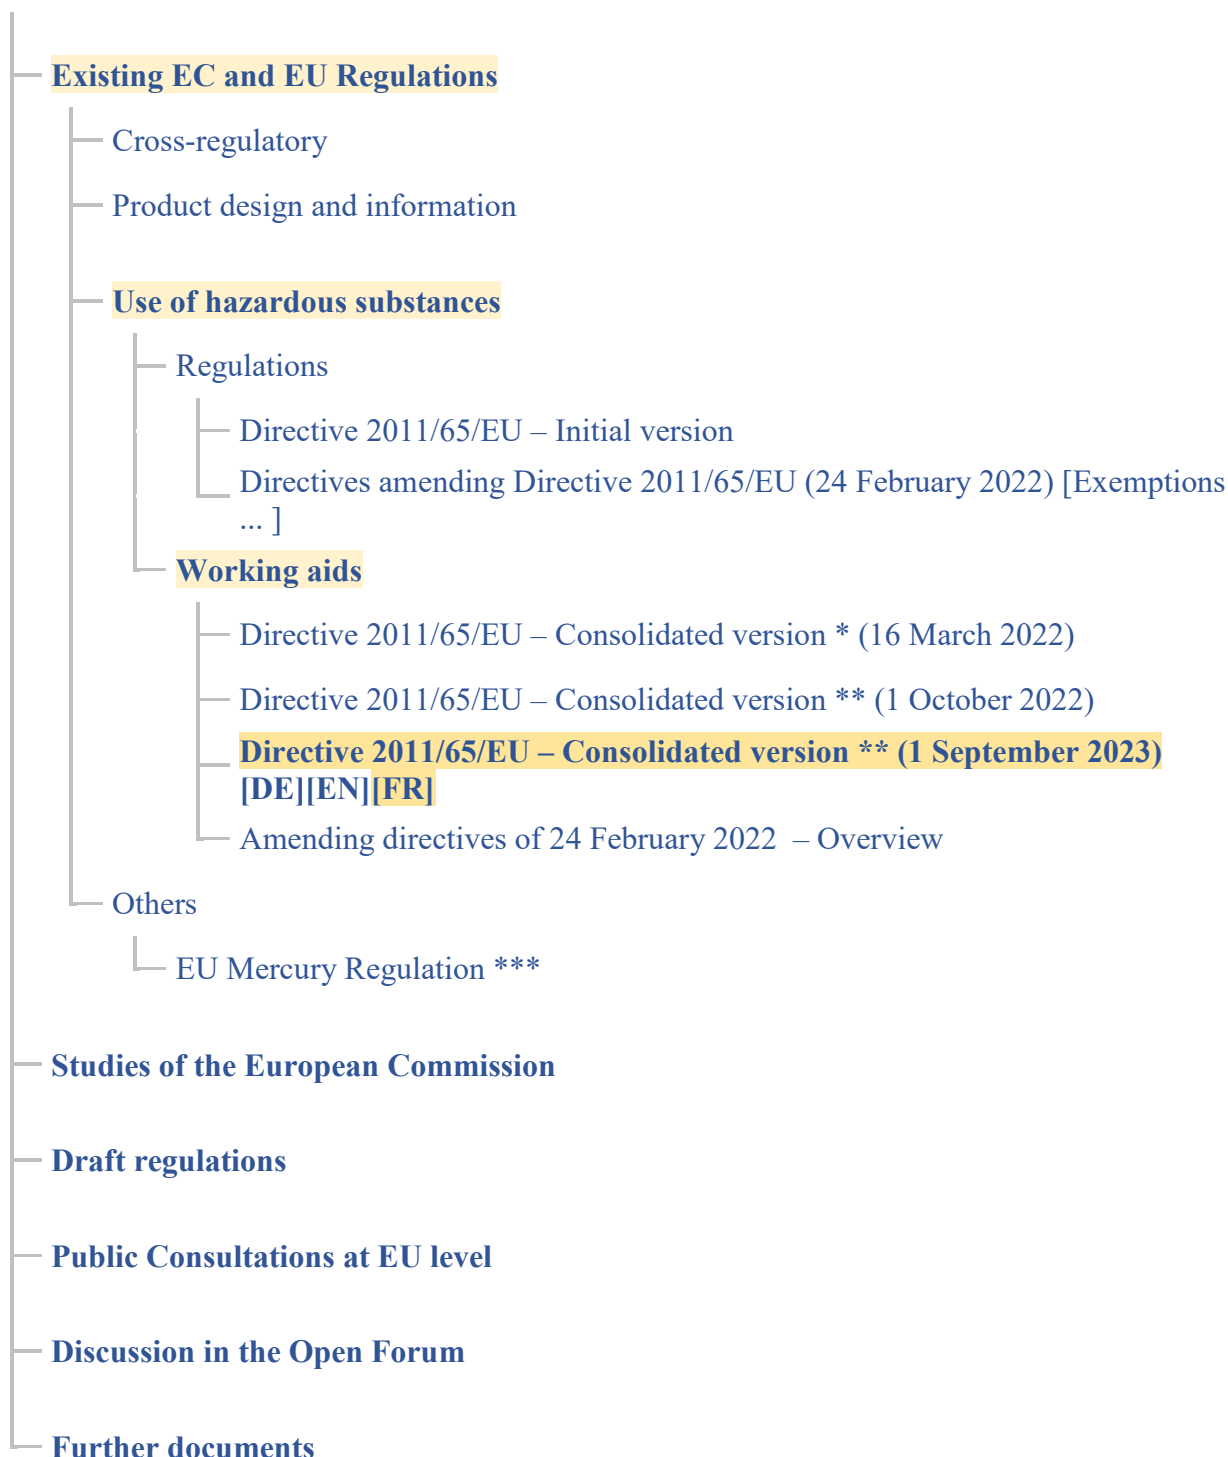 Existing EC and EU Regulations
Cross-regulatory
Product design and information
Use of hazardous substances
Regulations
Directive 2011/65/EU – Initial version
Directives amending Directive 2011/65/EU (24 February 2022) [Exemptions
... ]
Working aids
Directive 2011/65/EU – Consolidated version * (16 March 2022)
Directive 2011/65/EU – Consolidated version ** (1 October 2022)
Directive 2011/65/EU – Consolidated version ** (1 September 2023)
[DE][EN][FR]
Amending directives of 24 February 2022 – Overview
Others
EU Mercury Regulation ***
Studies of the European Commission
Draft regulations
Public Consultations at EU level
Discussion in the Open Forum
Further documents